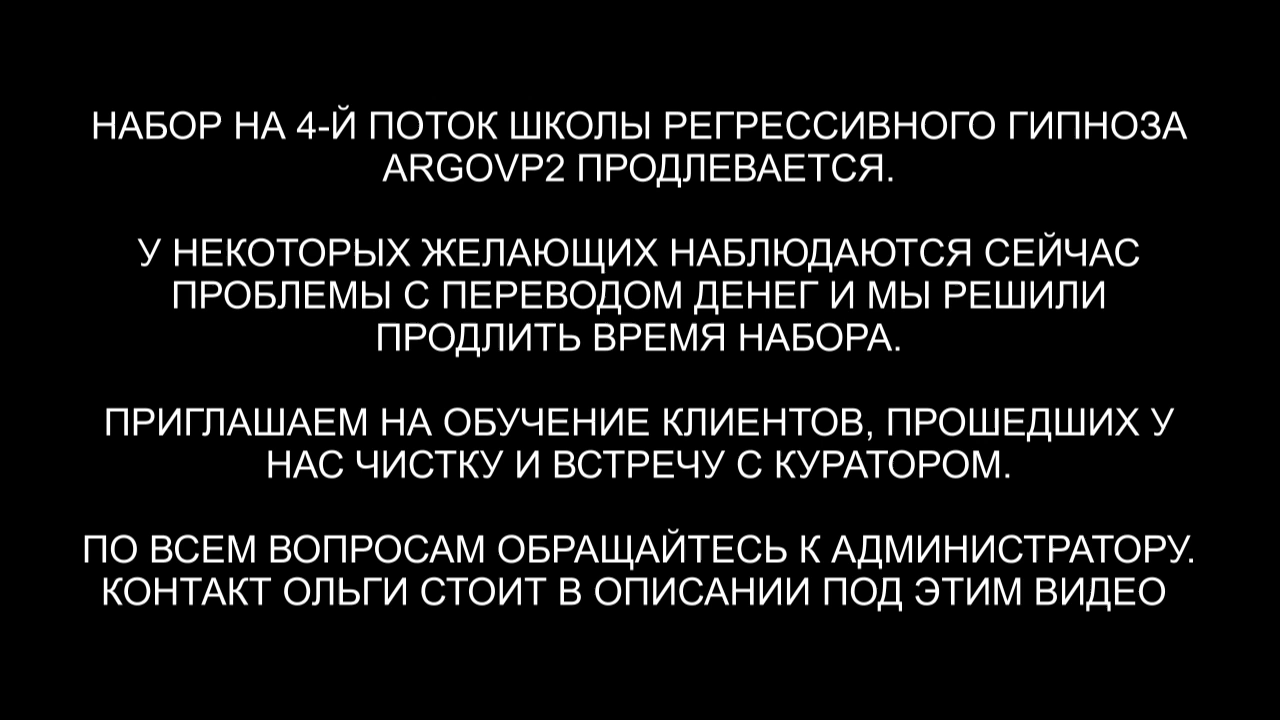 НАБОР НА 4-Й ПОТОК ШКОЛЫ РЕГРЕССИВНОГО ГИПНОЗА
ARGOVP2 ПРОДЛЕВАЕТСЯ.
У НЕКОТОРЫХ ЖЕЛАЮЩИХ НАБЛЮДАЮТСЯ СЕЙЧАС
ПРОБЛЕМЫ С ПЕРЕВОДОМ ДЕНЕГ И МЫ РЕШИЛИ
ПРОДЛИТЬ ВРЕМЯ НАБОРА.
ПРИГЛАШАЕМ НА ОБУЧЕНИЕ КЛИЕНТОВ, ПРОШЕДШИХ У
НАС ЧИСТКУ И ВСТРЕЧУ С КУРАТОРОМ.
ПО ВСЕМ ВОПРОСАМ ОБРАЩАЙТЕСЬ К АДМИНИСТРАТОРУ.
КОНТАКТ ОЛЬГИ СТОИТ В ОПИСАНИИ ПОД ЭТИМ ВИДЕО